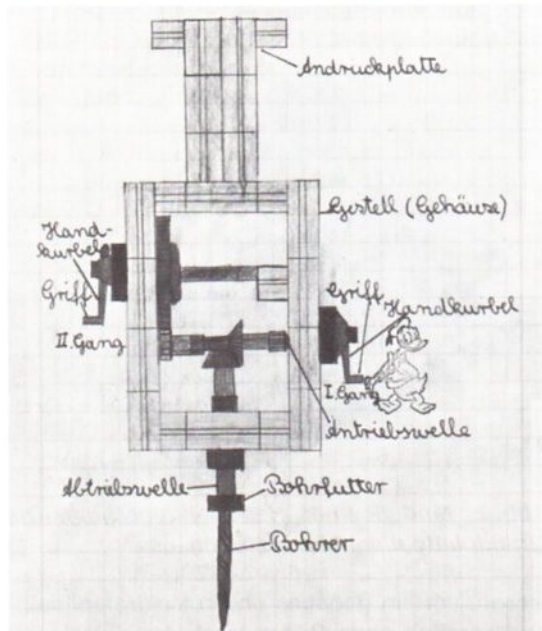 Andruckplatte
Gestell (Gehäuse)
Hand-
kurbel
Griff
II. Gang
Griff
Handkurbel
I. Gang
Antriebswelle
Abtriebswelle
Bohrfutter
Bohrer